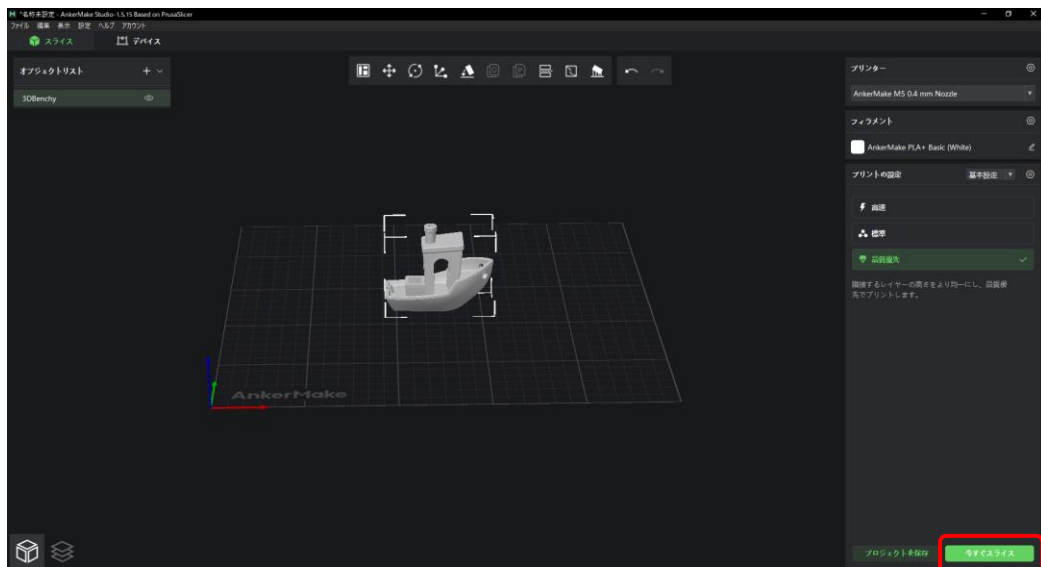 *名称未設定 - AnkerMake Studio-1.5.15 Based on PrusaSlicer
ファイル 編集 表示 設定 ヘルプ アカウント
スライス デバイス
オブジェクトリスト
3DBenchy
AnkerMake
プリンター
AnkerMake M5 0.4 mm Nozzle
フィラメント
AnkerMake PLA+ Basic (White)
プリントの設定 基本設定
高速
標準
品質優先
隣接するレイヤーの高さをより均一にし、品質優
先でプリントします。
プロジェクトを保存 今すぐスライス